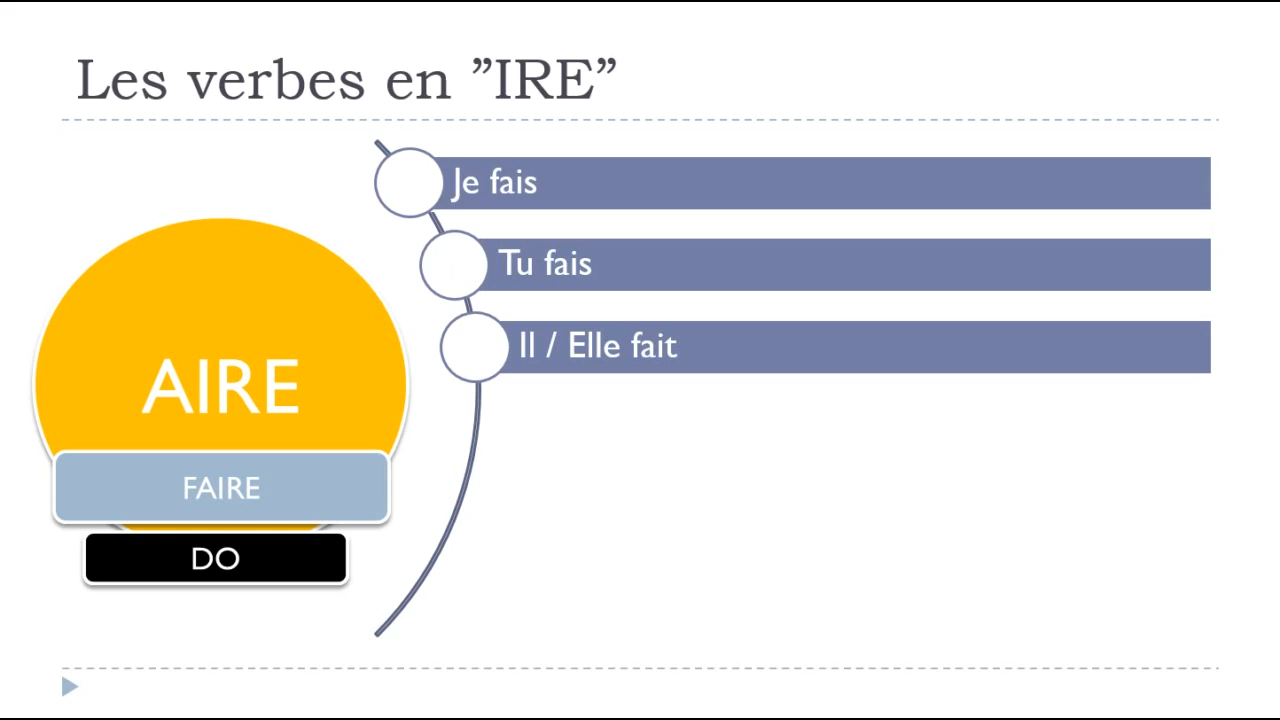 Les verbes en ”IRE”
Je fais
Tu fais
Il / Elle fait
AIRE
FAIRE
DO